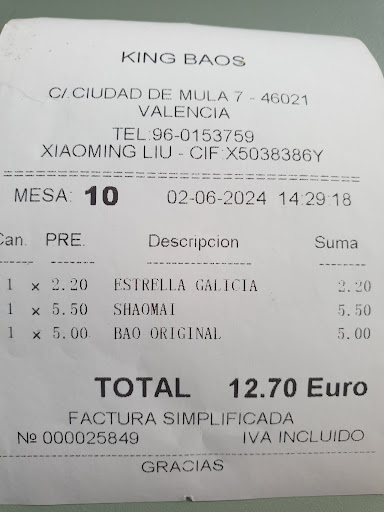 KING BAOS
C/.CIUDAD DE MULA 7 - 46021
VALENCIA
TEL:96-0153759
XIAOMING LIU - CIF:X5038386Y
MESA: 10 02-06-2024 14:29:18
Can. PRE. Descripcion Suma
1 x 2.20 ESTRELLA GALICIA 2.20
1 x 5.50 SHAOMAI 5.50
1 x 5.00 BAO ORIGINAL 5.00
TOTAL 12.70 Euro
FACTURA SIMPLIFICADA
Nº 000025849 IVA INCLUIDO
GRACIAS